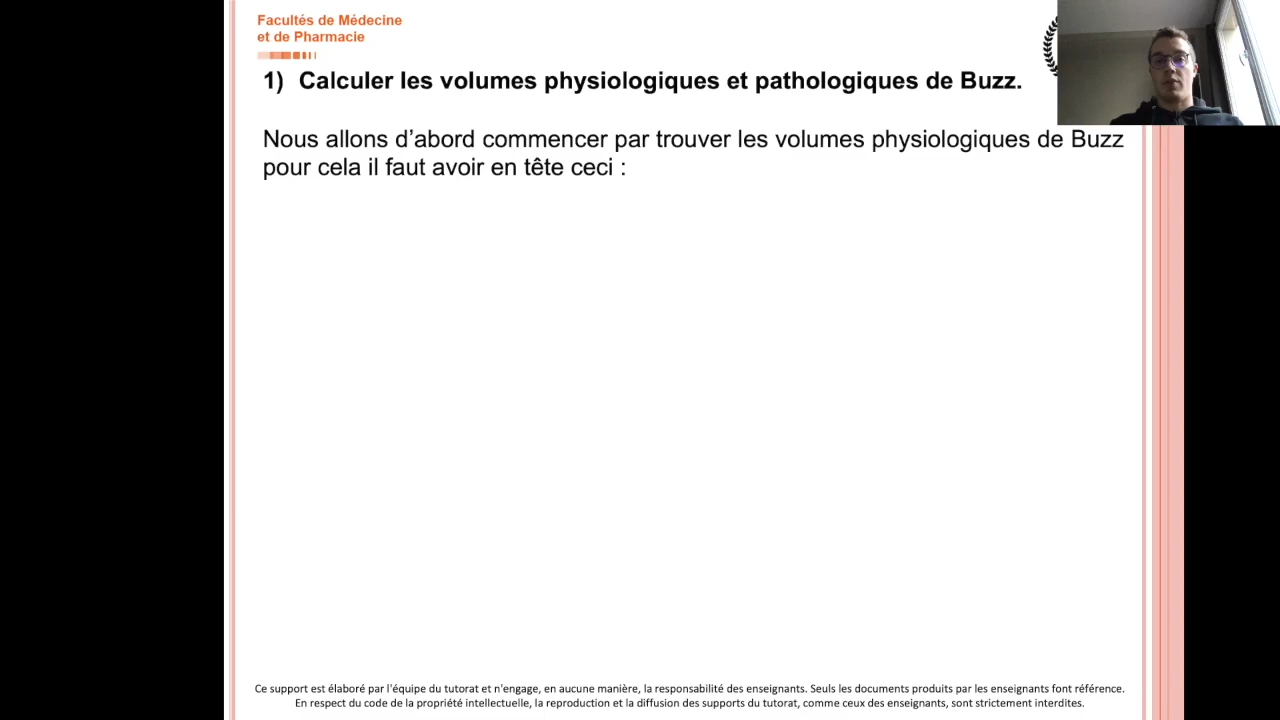 Facultés de Médecine
et de Pharmacie
1) Calculer les volumes physiologiques et pathologiques de Buzz.
Nous allons d’abord commencer par trouver les volumes physiologiques de Buzz
pour cela il faut avoir en tête ceci :
Ce support est élaboré par l'équipe du tutorat et n'engage, en aucune manière, la responsabilité des enseignants. Seuls les documents produits par les enseignants font référence.
En respect du code de la propriété intellectuelle, la reproduction et la diffusion des supports du tutorat, comme ceux des enseignants, sont strictement interdites.